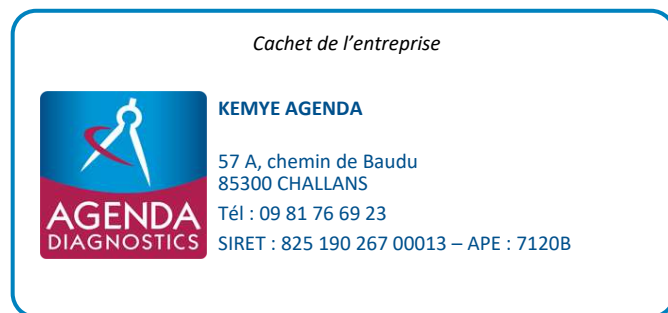 Cachet de l’entreprise
KEMYE AGENDA
57 A, chemin de Baudu
85300 CHALLANS
Tél : 09 81 76 69 23
SIRET : 825 190 267 00013 – APE : 7120B
AGENDA
DIAGNOSTICS